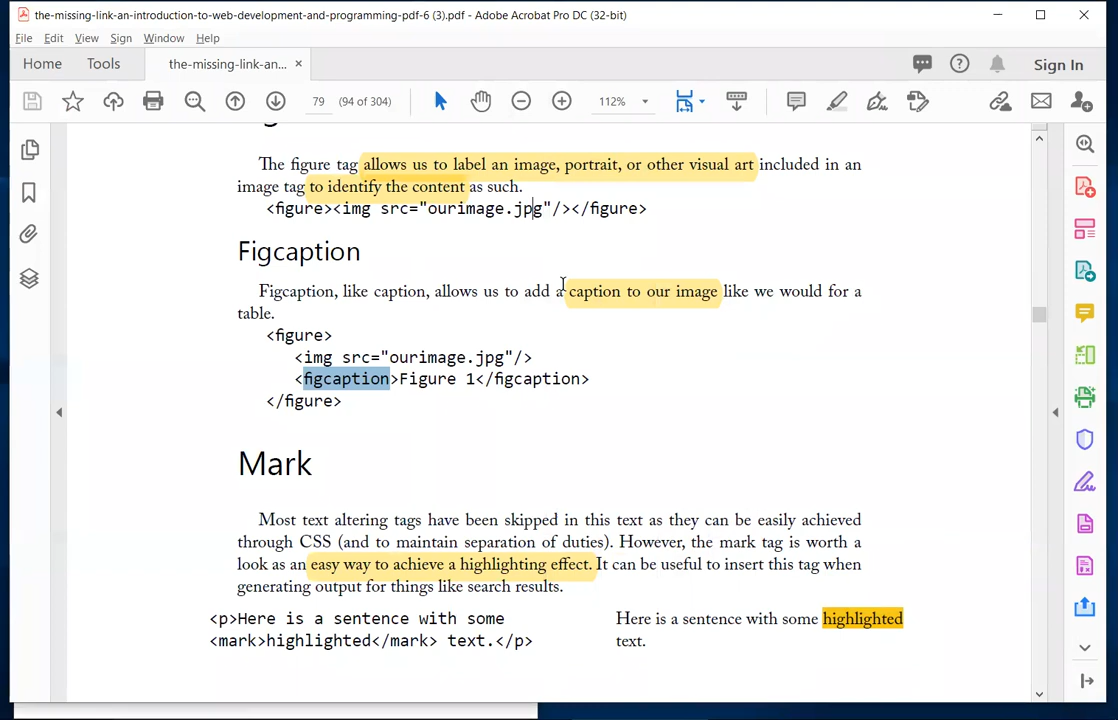 the-missing-link-an-introduction-to-web-development-and-programming-pdf-6 (3).pdf - Adobe Acrobat Pro DC (32-bit)
File Edit View Sign Window Help
Home Tools the-missing-link-an... × Sign In
79 (94 of 304) 112%
The figure tag allows us to label an image, portrait, or other visual art included in an
image tag to identify the content as such.
<figure><img src="ourimage.jpg"/></figure>
Figcaption
Figcaption, like caption, allows us to add a caption to our image like we would for a
table.
<figure>
<img src="ourimage.jpg"/>
<figcaption>Figure 1</figcaption>
</figure>
Mark
Most text altering tags have been skipped in this text as they can be easily achieved
through CSS (and to maintain separation of duties). However, the mark tag is worth a
look as an easy way to achieve a highlighting effect. It can be useful to insert this tag when
generating output for things like search results.
<p>Here is a sentence with some
<mark>highlighted</mark> text.</p>
Here is a sentence with some highlighted
text.